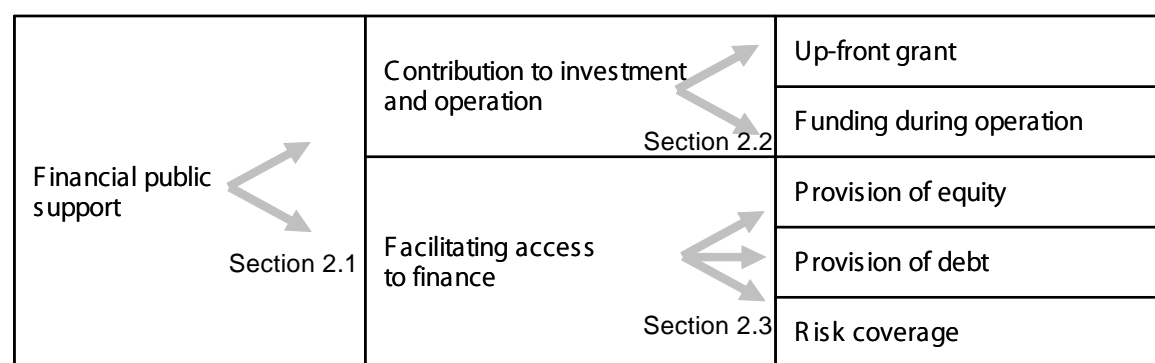 Financial public
support
Section 2.1
Contribution to investment
and operation
Section 2.2
Up-front grant
Funding during operation
Facilitating access
to finance
Section 2.3
Provision of equity
Provision of debt
Risk coverage